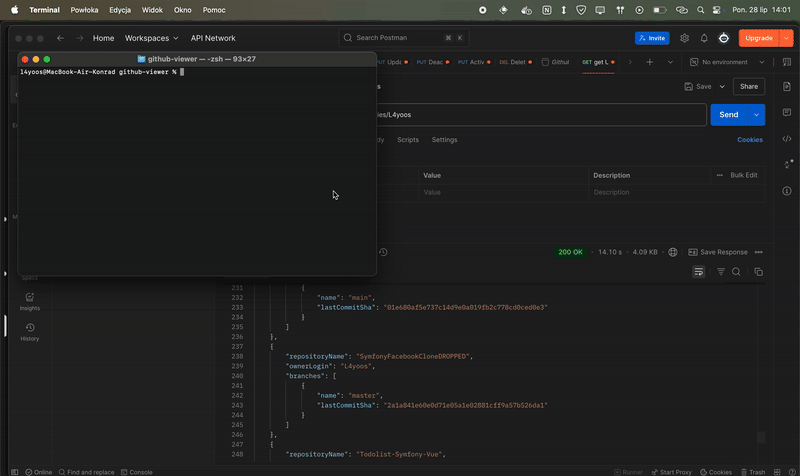 Terminal Powłoka Edycja Widok Okno Pomoc Pon. 28 lip 14:01
Home Workspaces API Network Search Postman ⌘ K Invite Upgrade
github-viewer — -zsh — 93×27
l4yoos@MacBook-Air-Konrad github-viewer %
PUT Deac PUT Activ DEL Delet Github GET get L No environment
Save Share
ies/L4yoos Send
Scripts Settings Cookies
Value Description Bulk Edit
Value Description
200 OK 14.10 s 4.09 KB Save Response
231 {
232 "name": "main",
233 "lastCommitSha": "01e680af5e737c14d9e0a019fb2c778cd0ced0e3"
234 }
235 ]
236 },
237 {
238 "repositoryName": "SymfonyFacebookCloneDROPPED",
239 "ownerLogin": "L4yoos",
240 "branches": [
241 {
242 "name": "master",
243 "lastCommitSha": "2a1a841e60e0d71e05a1e02881cff9a57b526da1"
244 }
245 ]
246 },
247 {
248 "repositoryName": "Todolist-Symfony-Vue",
Insights
History
Online Find and replace Console Runner Start Proxy Cookies Trash